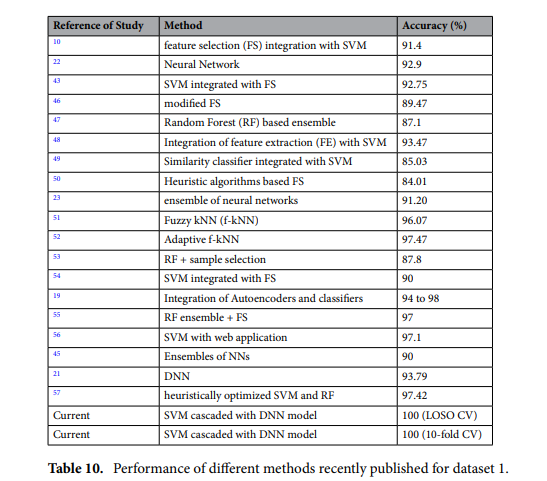 Reference of Study Method Accuracy (%)
10 feature selection (FS) integration with SVM 91.4
22 Neural Network 92.9
43 SVM integrated with FS 92.75
46 modified FS 89.47
47 Random Forest (RF) based ensemble 87.1
48 Integration of feature extraction (FE) with SVM 93.47
49 Similarity classifier integrated with SVM 85.03
50 Heuristic algorithms based FS 84.01
23 ensemble of neural networks 91.20
51 Fuzzy kNN (f-kNN) 96.07
52 Adaptive f-kNN 97.47
53 RF + sample selection 87.8
54 SVM integrated with FS 90
19 Integration of Autoencoders and classifiers 94 to 98
55 RF ensemble + FS 97
56 SVM with web application 97.1
45 Ensembles of NNs 90
21 DNN 93.79
57 heuristically optimized SVM and RF 97.42
Current SVM cascaded with DNN model 100 (LOSO CV)
Current SVM cascaded with DNN model 100 (10-fold CV)
Table 10. Performance of different methods recently published for dataset 1.